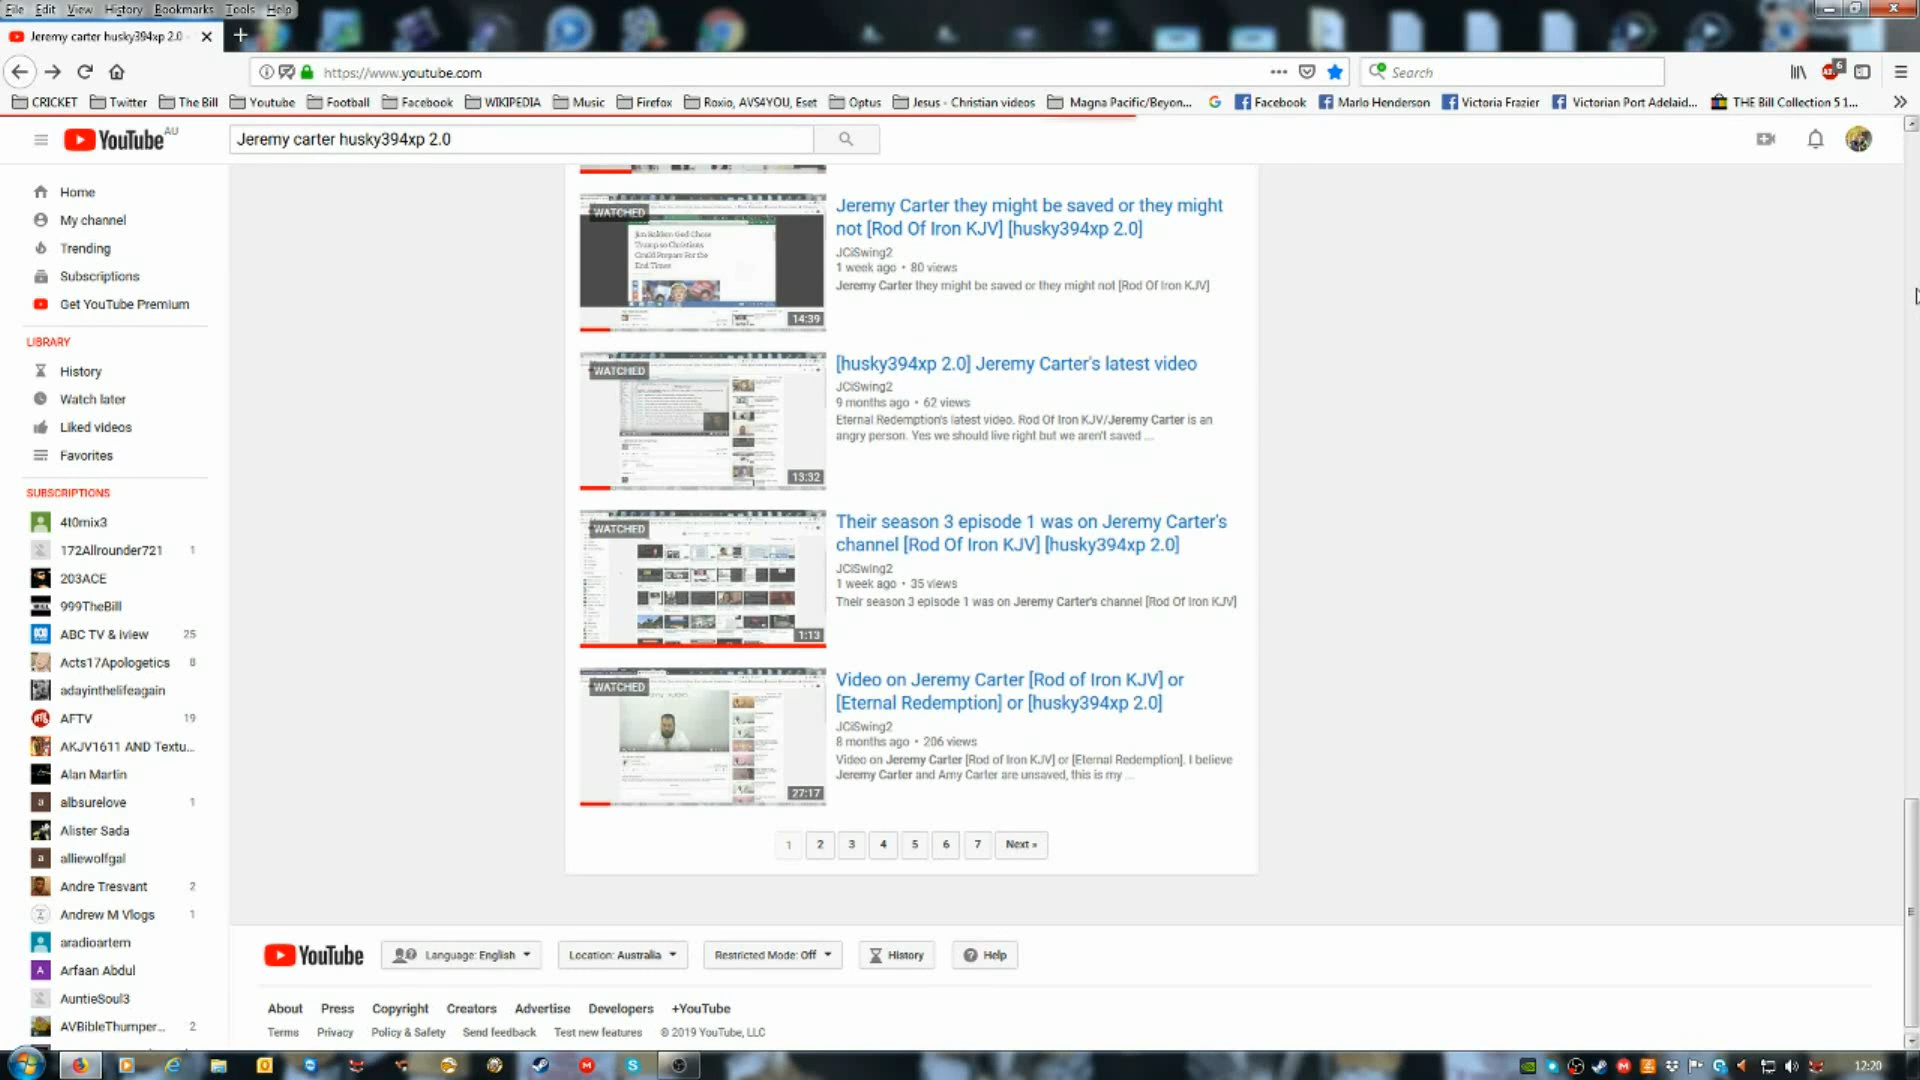 File Edit View History Bookmarks Tools Help
Jeremy carter husky394xp 2.0 -
https://www.youtube.com
Search
6
CRICKET Twitter The Bill Youtube Football Facebook WIKIPEDIA Music Firefox Roxio, AVS4YOU, Eset Optus Jesus - Christian videos Magna Pacific/Beyon... Facebook Marlo Henderson Victoria Frazier Victorian Port Adelaid... THE Bill Collection 5 1...
YouTube AU
Jeremy carter husky394xp 2.0
Home
My channel
Trending
Subscriptions
Get YouTube Premium
LIBRARY
History
Watch later
Liked videos
Favorites
SUBSCRIPTIONS
4t0mix3
172Allrounder721 1
203ACE
999TheBill
ABC TV & iview 25
Acts17Apologetics 8
adayinthelifeagain
AFTV 19
AKJV1611 AND Textu...
Alan Martin
albsurelove 1
Alister Sada
alliewolfgal
Andre Tresvant 2
Andrew M Vlogs 1
aradioartem
Arfaan Abdul
AuntieSoul3
AVBibleThumper... 2
WATCHED
Jim Bakker: God Chose
Trump so Christians
Could Prepare For the
End Times
14:39
Jeremy Carter they might be saved or they might
not [Rod Of Iron KJV] [husky394xp 2.0]
JCiSwing2
1 week ago • 80 views
Jeremy Carter they might be saved or they might not [Rod Of Iron KJV]
WATCHED
13:32
[husky394xp 2.0] Jeremy Carter's latest video
JCiSwing2
9 months ago • 62 views
Eternal Redemption's latest video. Rod Of Iron KJV/Jeremy Carter is an
angry person. Yes we should live right but we aren't saved ...
WATCHED
1:13
Their season 3 episode 1 was on Jeremy Carter's
channel [Rod Of Iron KJV] [husky394xp 2.0]
JCiSwing2
1 week ago • 35 views
Their season 3 episode 1 was on Jeremy Carter's channel [Rod Of Iron KJV]
WATCHED
27:17
Video on Jeremy Carter [Rod of Iron KJV] or
[Eternal Redemption] or [husky394xp 2.0]
JCiSwing2
8 months ago • 206 views
Video on Jeremy Carter [Rod of Iron KJV] or [Eternal Redemption]. I believe
Jeremy Carter and Amy Carter are unsaved, this is my ...
1 2 3 4 5 6 7 Next »
YouTube Language: English Location: Australia Restricted Mode: Off History Help
About Press Copyright Creators Advertise Developers +YouTube
Terms Privacy Policy & Safety Send feedback Test new features © 2019 YouTube, LLC
12:20